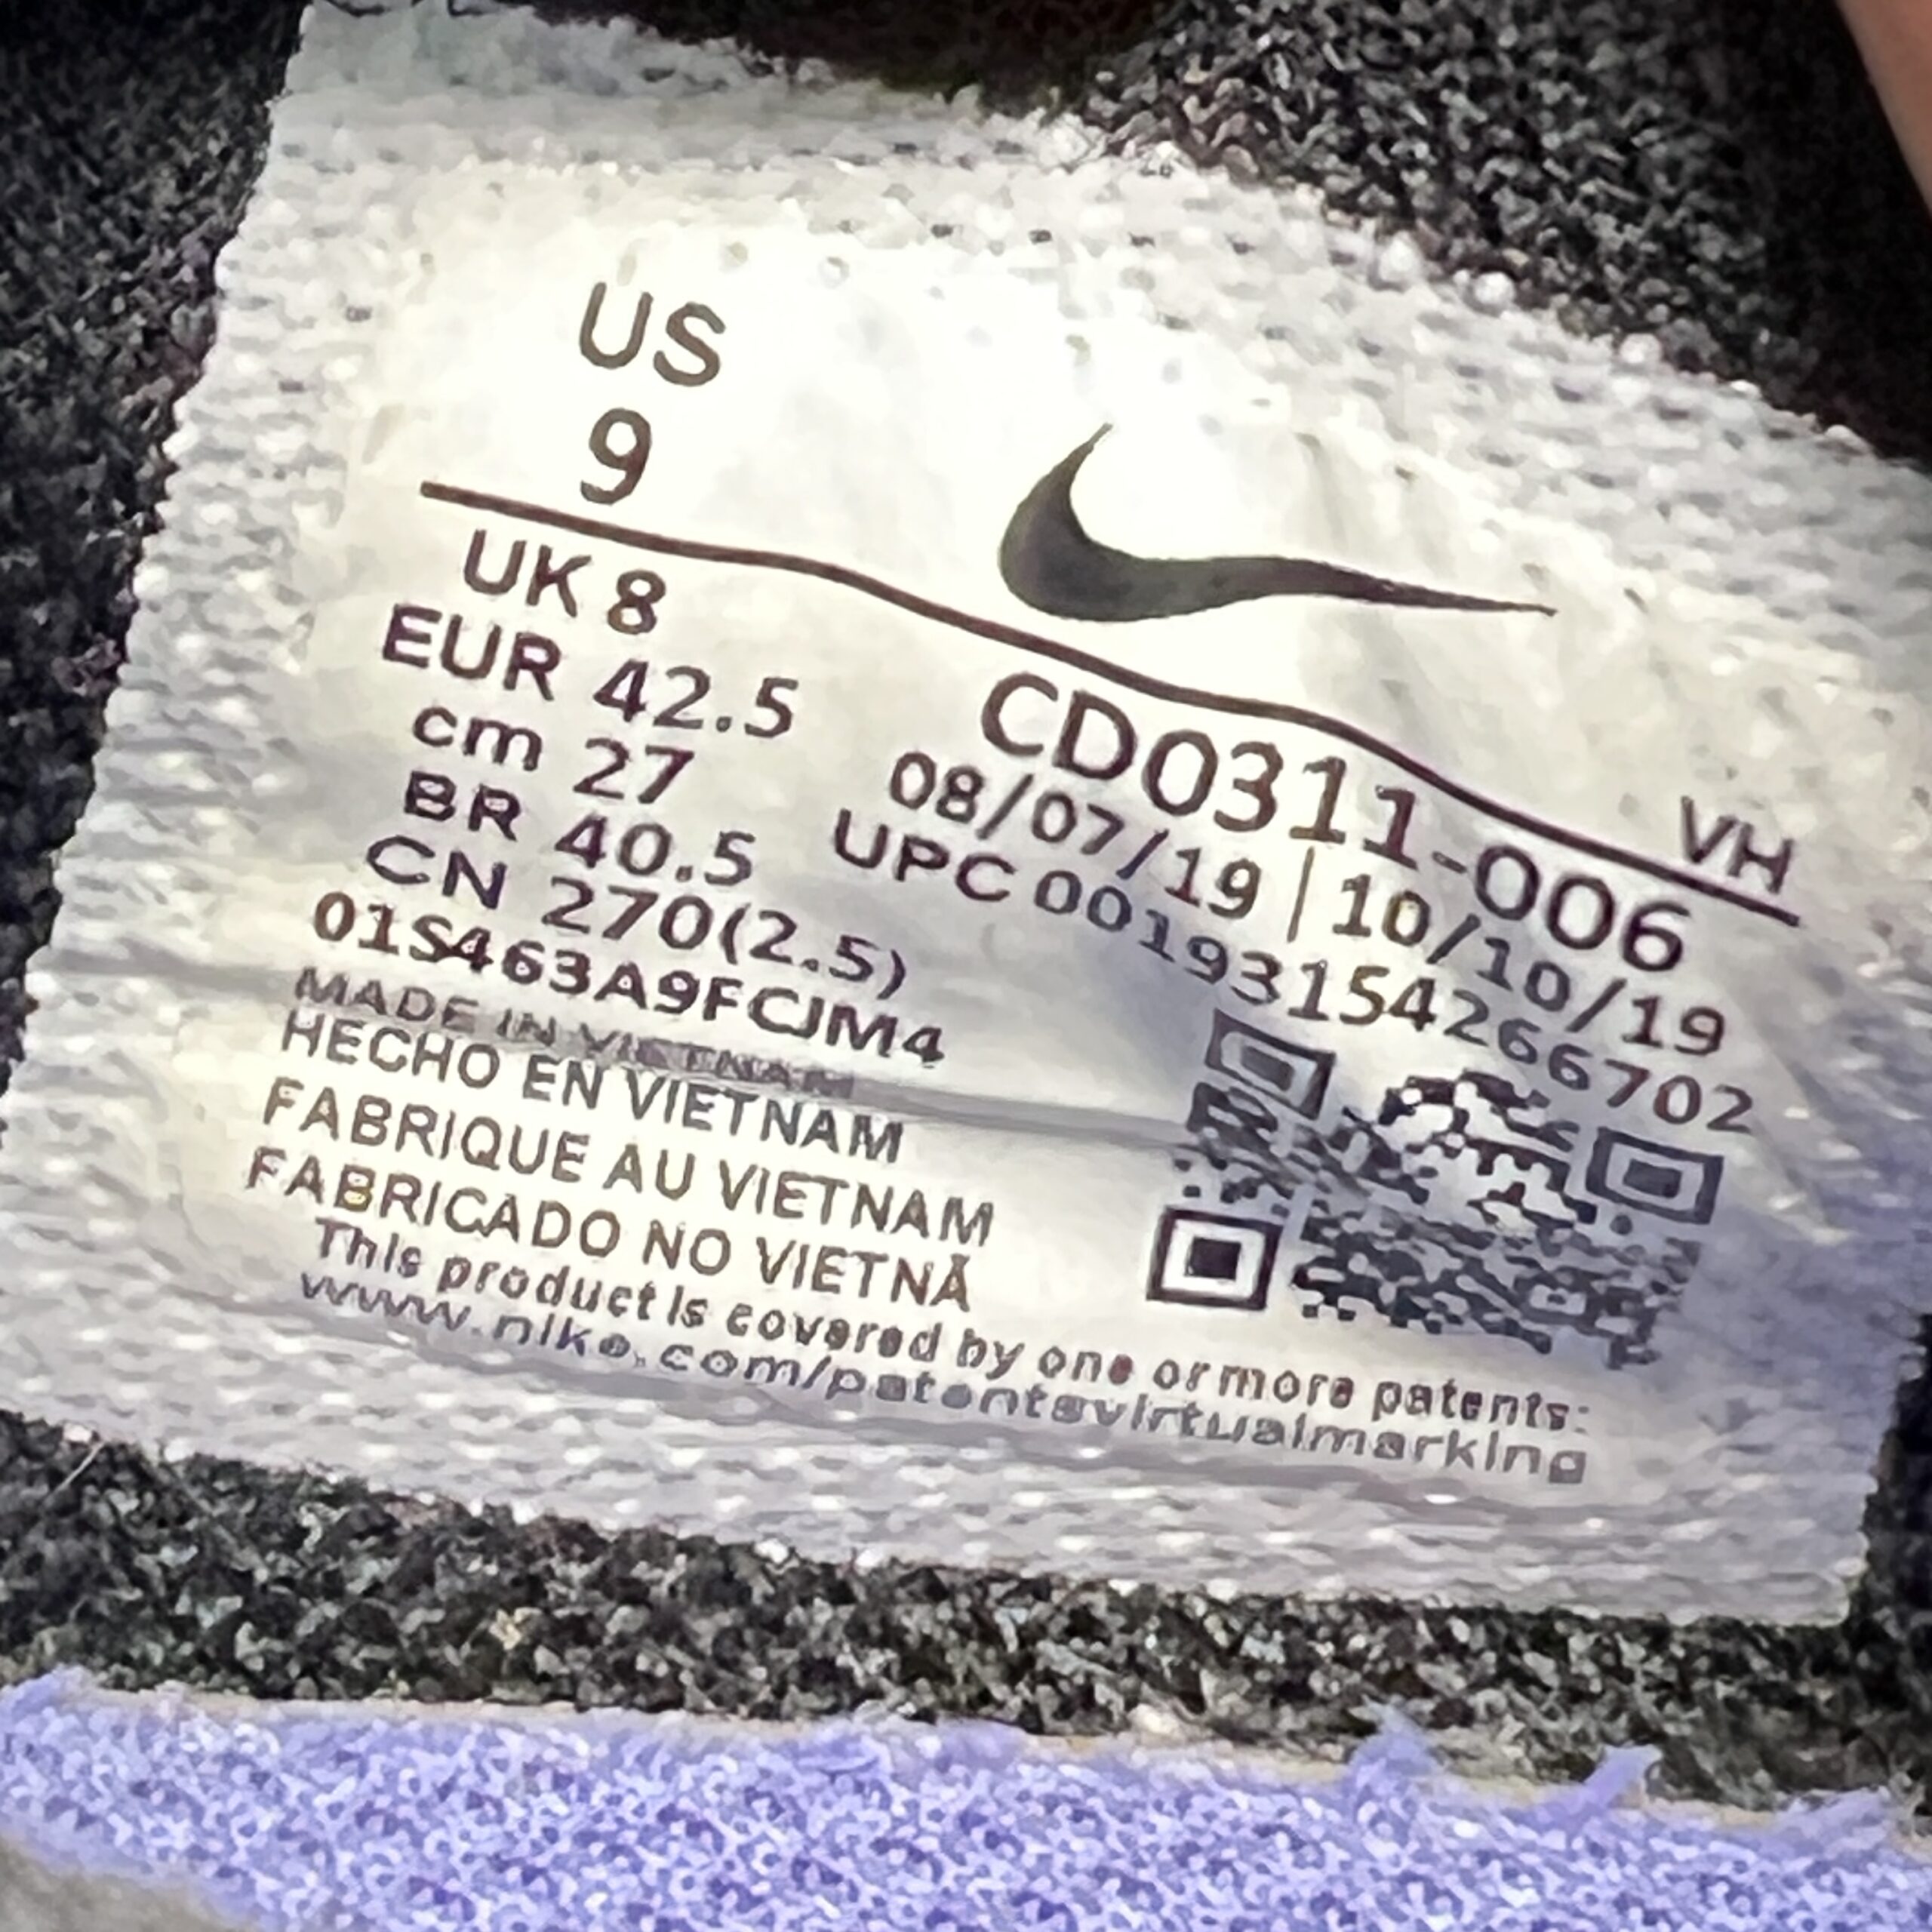 US
9
UK 8
EUR 42.5
cm 27
BR 40.5
CN 270(2.5)
01S463A9FCJM4
MADE IN VIETNAM
HECHO EN VIETNAM
FABRIQUE AU VIETNAM
FABRICADO NO VIETNÃ
This product is covered by one or more patents:
www.nike.com/patentsvirtualmarking
VH
CD0311-006
08/07/19 | 10/10/19
UPC 00193154266702